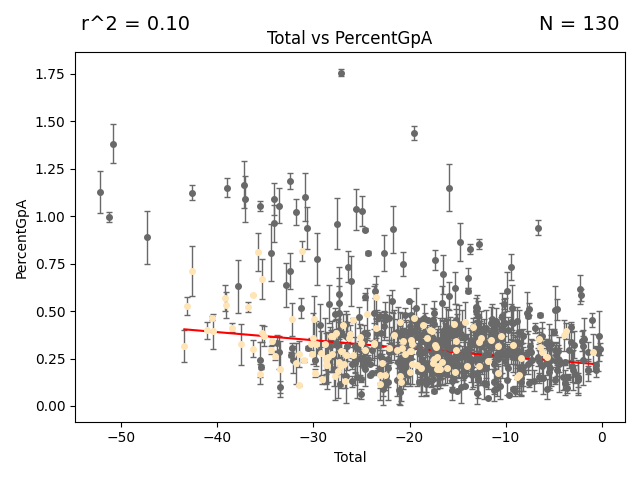 r^2 = 0.10
N = 130
Total vs PercentGpA
PercentGpA
1.75
1.50
1.25
1.00
0.75
0.50
0.25
0.00
−50
−40
−30
−20
−10
0
Total